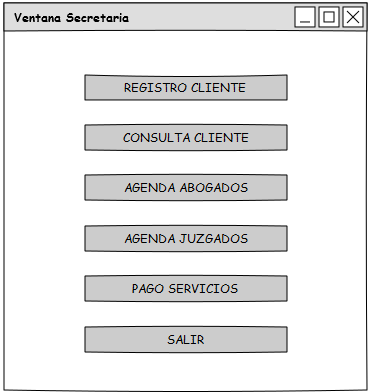 Ventana Secretaria
REGISTRO CLIENTE
CONSULTA CLIENTE
AGENDA ABOGADOS
AGENDA JUZGADOS
PAGO SERVICIOS
SALIR